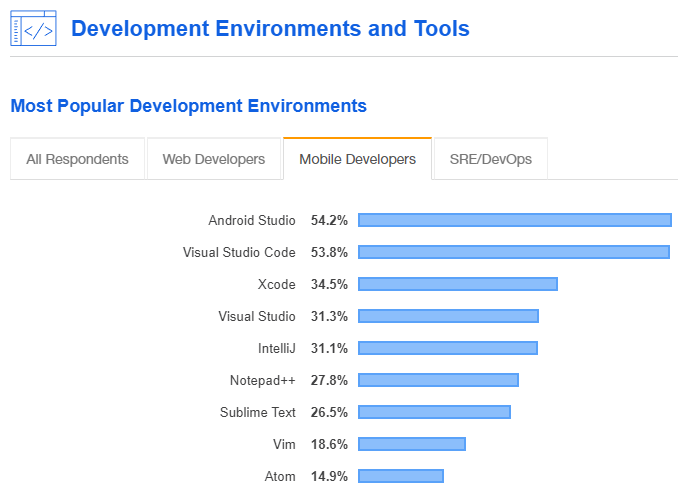 Development Environments and Tools
Most Popular Development Environments
All Respondents Web Developers Mobile Developers SRE/DevOps
Android Studio 54.2%
Visual Studio Code 53.8%
Xcode 34.5%
Visual Studio 31.3%
IntelliJ 31.1%
Notepad++ 27.8%
Sublime Text 26.5%
Vim 18.6%
Atom 14.9%